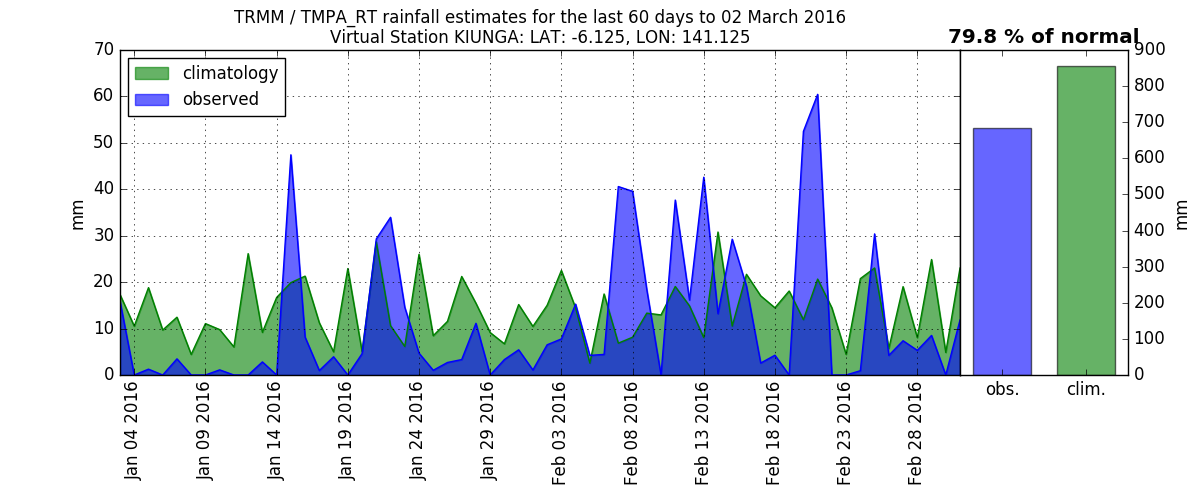 TRMM / TMPA_RT rainfall estimates for the last 60 days to 02 March 2016
Virtual Station KIUNGA: LAT: -6.125, LON: 141.125
79.8 % of normal
climatology
observed
70
60
50
40
30
20
10
0
mm
Jan 04 2016
Jan 09 2016
Jan 14 2016
Jan 19 2016
Jan 24 2016
Jan 29 2016
Feb 03 2016
Feb 08 2016
Feb 13 2016
Feb 18 2016
Feb 23 2016
Feb 28 2016
900
800
700
600
500
400
300
200
100
0
mm
obs.
clim.